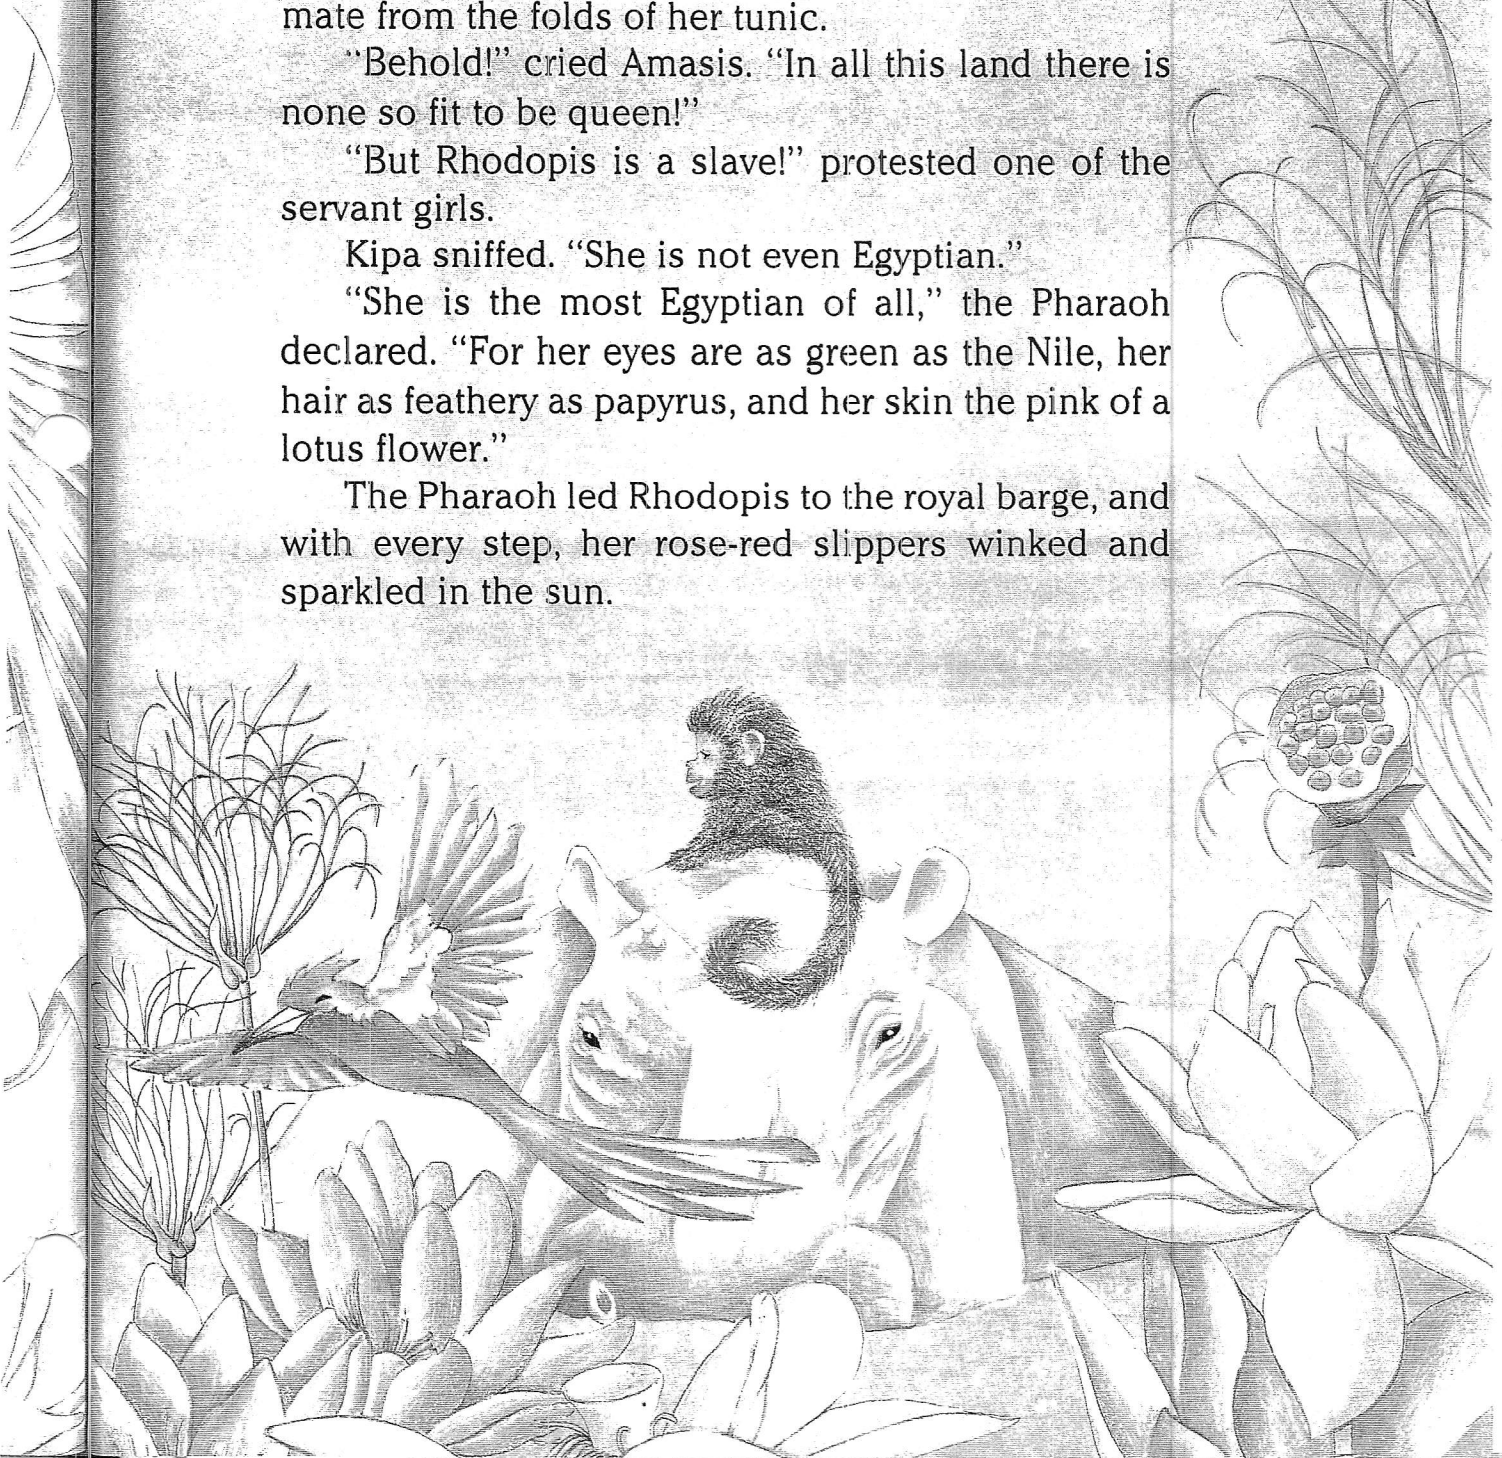 mate from the folds of her tunic.
“Behold!” cried Amasis. “In all this land there is
none so fit to be queen!”
“But Rhodopis is a slave!” protested one of the
servant girls.
Kipa sniffed. “She is not even Egyptian.”
“She is the most Egyptian of all,” the Pharaoh
declared. “For her eyes are as green as the Nile, her
hair as feathery as papyrus, and her skin the pink of a
lotus flower.”
The Pharaoh led Rhodopis to the royal barge, and
with every step, her rose-red slippers winked and
sparkled in the sun.